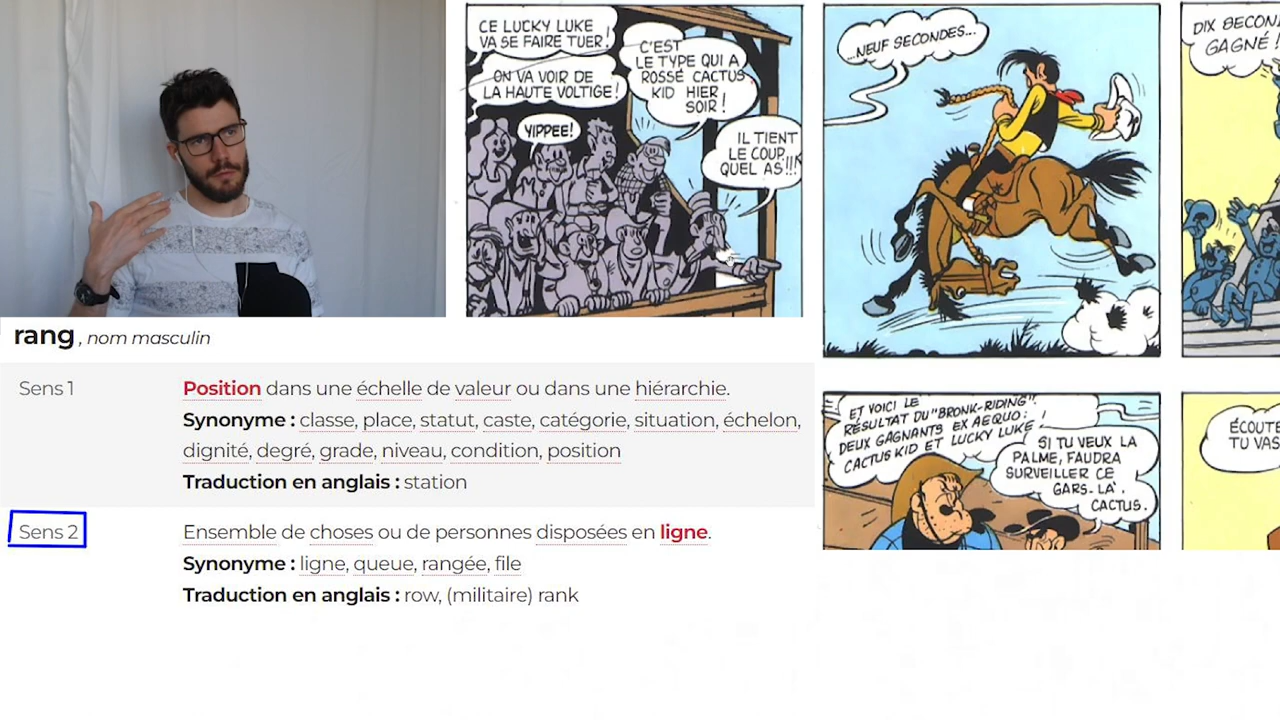 CE LUCKY LUKE
VA SE FAIRE TUER!
ON VA VOIR DE
LA HAUTE VOLTIGE!
C'EST
LE TYPE QUI A
ROSSÉ CACTUS
KID HIER
SOIR!
YIPPEE!
IL TIENT
LE COUP,
QUEL AS!!!
...NEUF SECONDES...
DIX SECON
GAGNÉ!
rang , nom masculin
Sens 1
Position dans une échelle de valeur ou dans une hiérarchie.
Synonyme : classe, place, statut, caste, catégorie, situation, échelon,
dignité, degré, grade, niveau, condition, position
Traduction en anglais : station
Sens 2
Ensemble de choses ou de personnes disposées en ligne.
Synonyme : ligne, queue, rangée, file
Traduction en anglais : row, (militaire) rank
ET VOICI LE
RÉSULTAT DU "BRONK-RIDING":
DEUX GAGNANTS EX AEQUO:
CACTUS KID ET LUCKY LUKE!
SI TU VEUX LA
PALME, FAUDRA
SURVEILLER CE
GARS-LÀ,
CACTUS.
ÉCOUTE
TU VAS